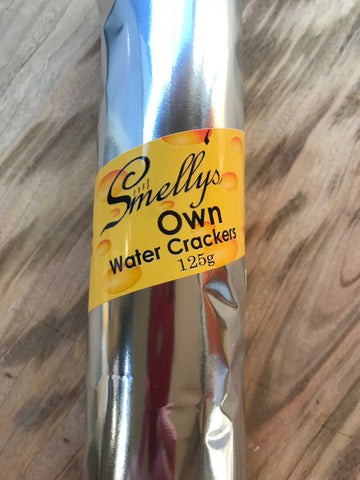 Smellys
Own
Water Crackers
125g